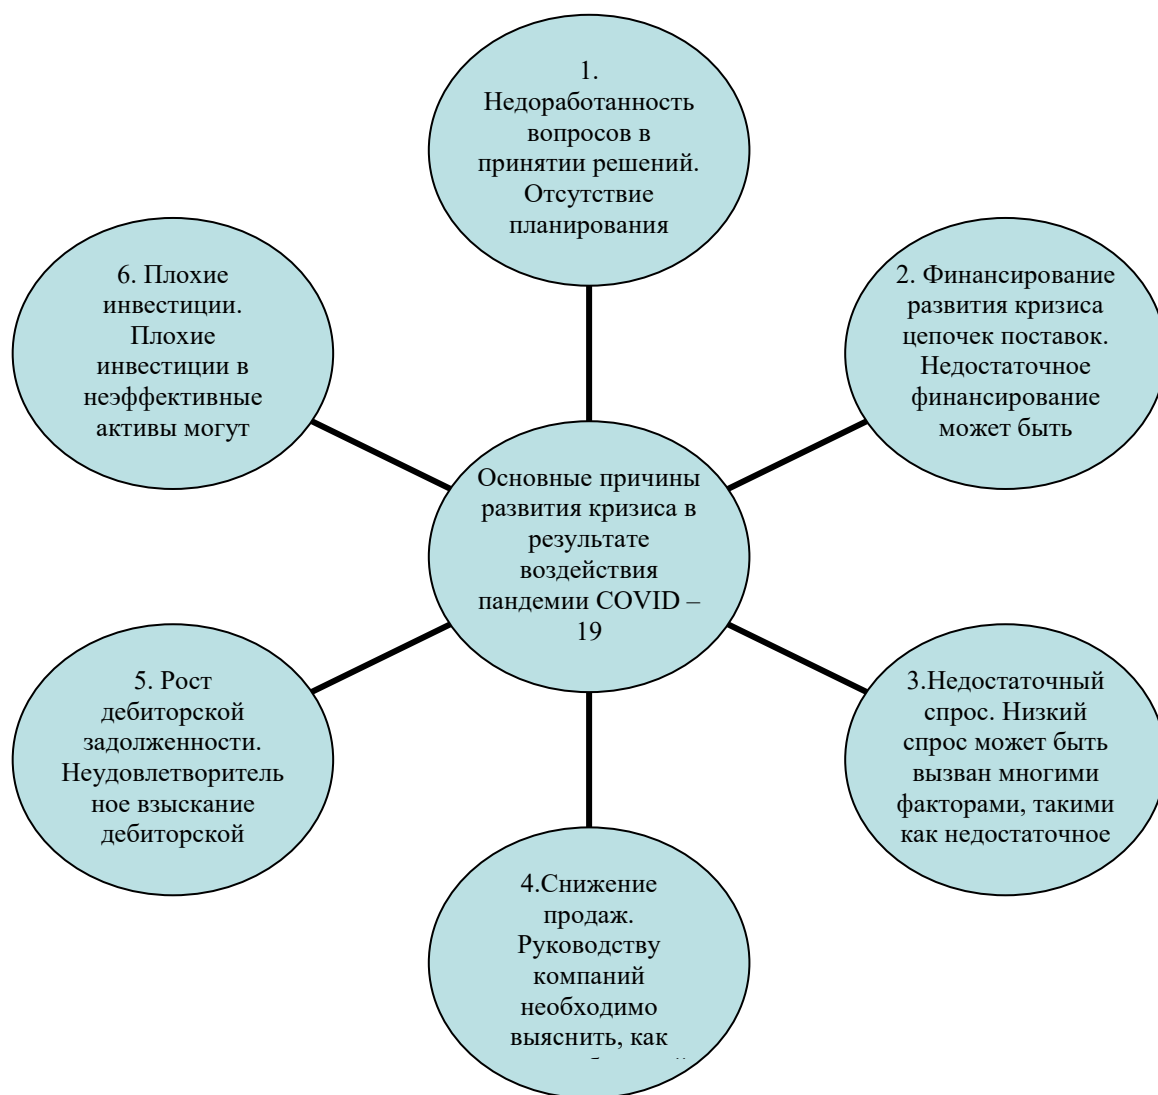 1.
Недоработанность
вопросов в
принятии решений.
Отсутствие
планирования
2. Финансирование
развития кризиса
цепочек поставок.
Недостаточное
финансирование
может быть
3.Недостаточный
спрос. Низкий
спрос может быть
вызван многими
факторами, такими
как недостаточное
4.Снижение
продаж.
Руководству
компаний
необходимо
выяснить, как
5. Рост
дебиторской
задолженности.
Неудовлетворитель
ное взыскание
дебиторской
6. Плохие
инвестиции.
Плохие
инвестиции в
неэффективные
активы могут
Основные причины
развития кризиса в
результате
воздействия
пандемии COVID –
19